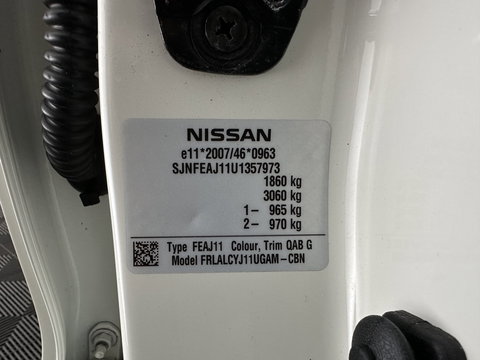 NISSAN
e11*2007/46*0963
SJNFEAJ11U1357973
1860 kg
3060 kg
1– 965 kg
2– 970 kg
Type FEAJ11 Colour, Trim QAB G
Model FRLALCYJ11UGAM–CBN